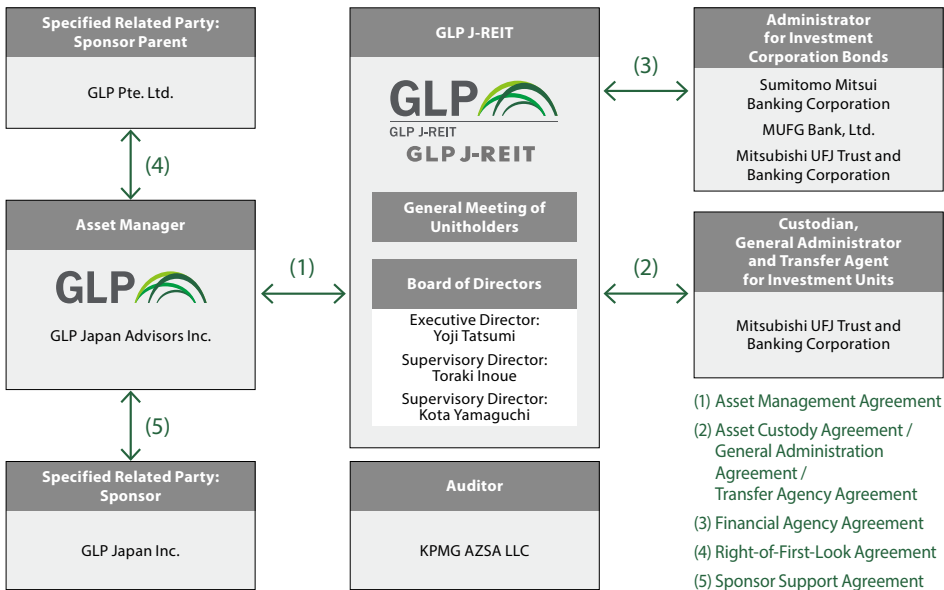 Specified Related Party:
Sponsor Parent
GLP Pte. Ltd.
(4)
Asset Manager
GLP
GLP Japan Advisors Inc.
(5)
Specified Related Party:
Sponsor
GLP Japan Inc.
(1)
GLP J-REIT
GLP
GLP J-REIT
GLP J-REIT
General Meeting of
Unitholders
Board of Directors
Executive Director:
Yoji Tatsumi
Supervisory Director:
Toraki Inoue
Supervisory Director:
Kota Yamaguchi
Auditor
KPMG AZSA LLC
(3)
(2)
Administrator
for Investment
Corporation Bonds
Sumitomo Mitsui
Banking Corporation
MUFG Bank, Ltd.
Mitsubishi UFJ Trust and
Banking Corporation
Custodian,
General Administrator
and Transfer Agent
for Investment Units
Mitsubishi UFJ Trust and
Banking Corporation
(1) Asset Management Agreement
(2) Asset Custody Agreement /
General Administration
Agreement /
Transfer Agency Agreement
(3) Financial Agency Agreement
(4) Right-of-First-Look Agreement
(5) Sponsor Support Agreement